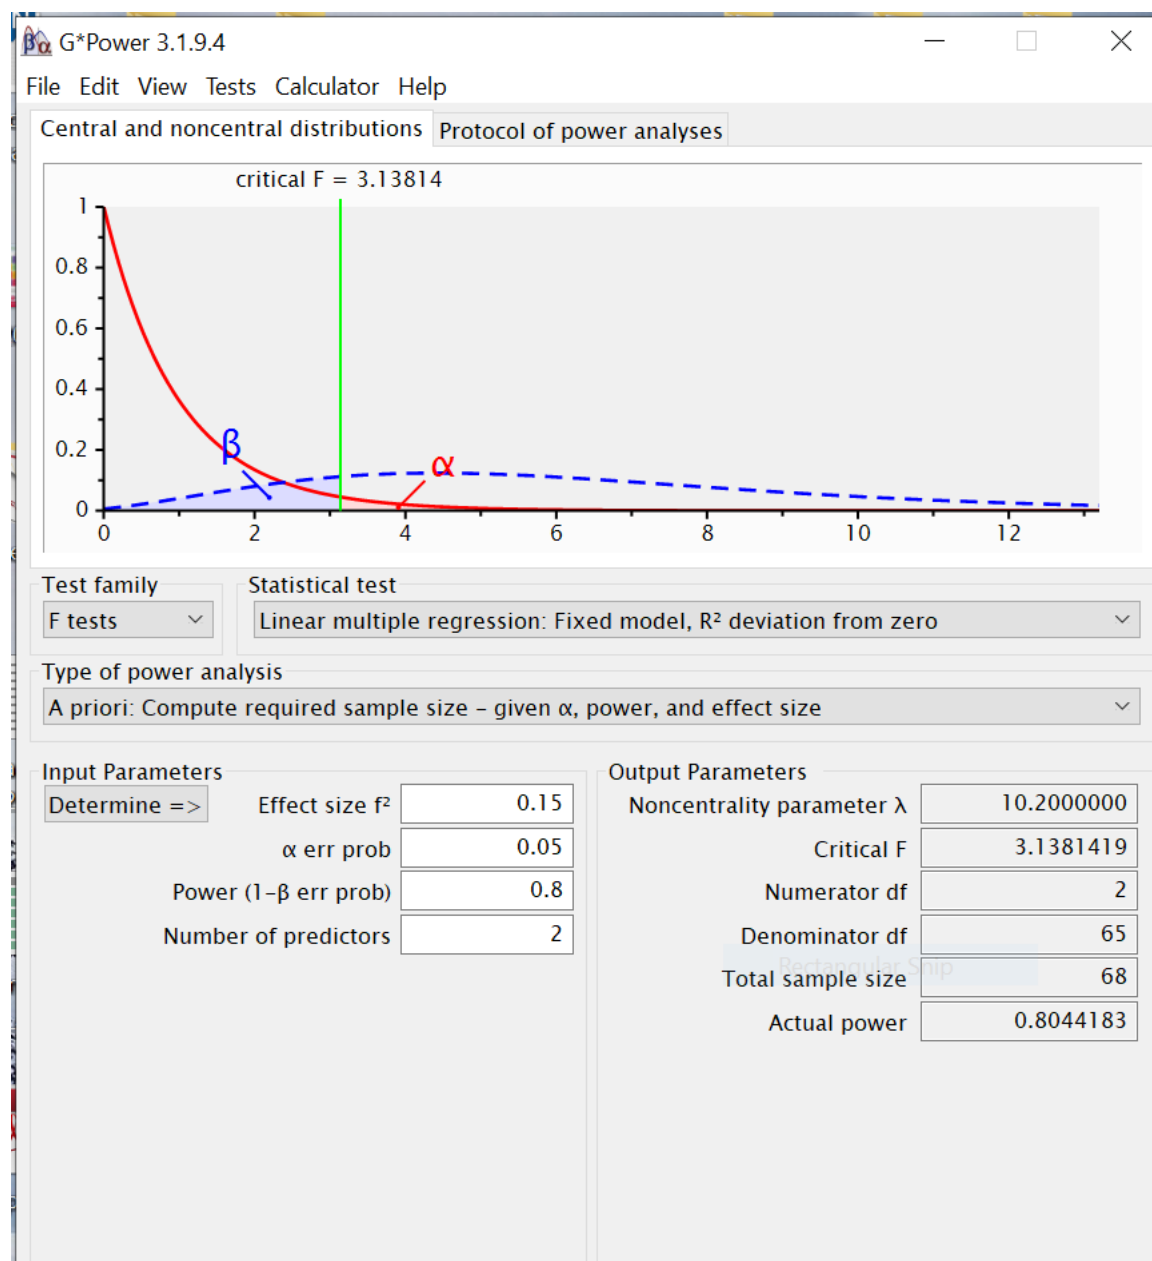 G*Power 3.1.9.4
File Edit View Tests Calculator Help
Central and noncentral distributions Protocol of power analyses
critical F = 3.13814
1
0.8
0.6
0.4
0.2
0
β
α
0 2 4 6 8 10 12
Test family
F tests
Statistical test
Linear multiple regression: Fixed model, R² deviation from zero
Type of power analysis
A priori: Compute required sample size – given α, power, and effect size
Input Parameters
Determine =>
Effect size f² 0.15
α err prob 0.05
Power (1-β err prob) 0.8
Number of predictors 2
Output Parameters
Noncentrality parameter λ 10.2000000
Critical F 3.1381419
Numerator df 2
Denominator df 65
Rectangular Snip
Total sample size 68
Actual power 0.8044183